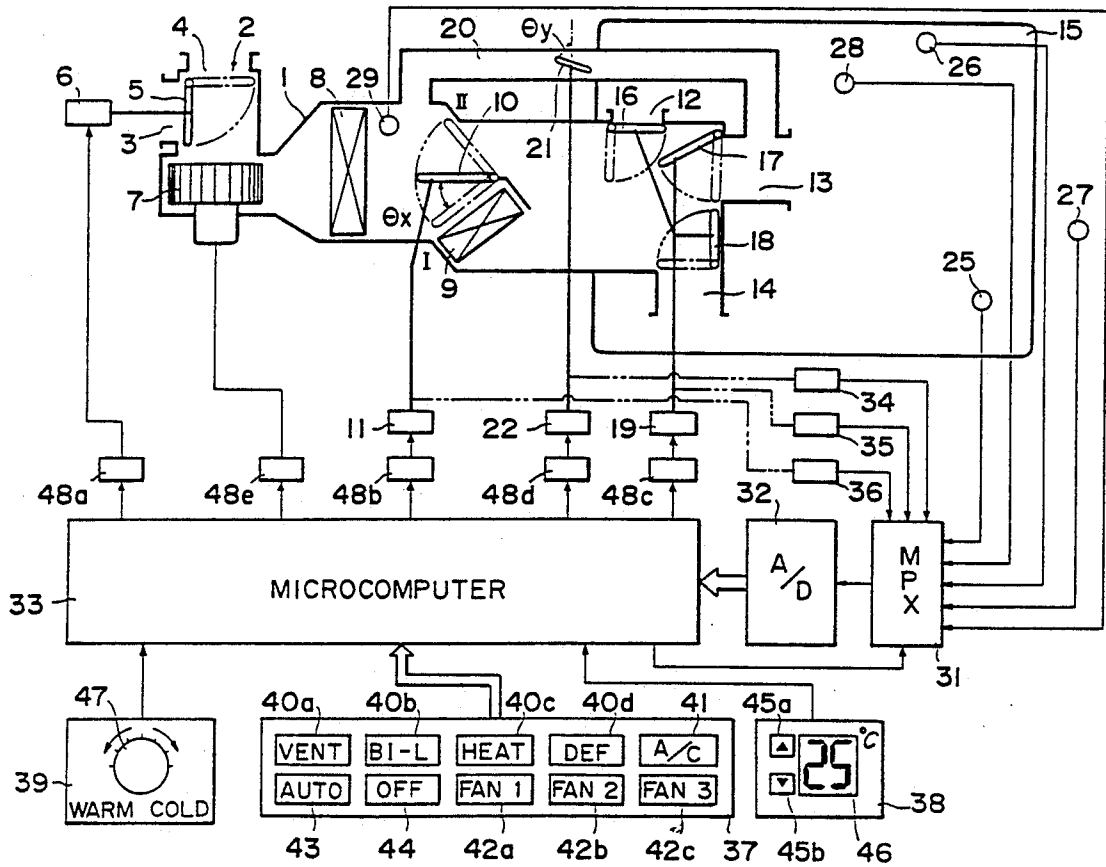 θy
15
4 2
20
28
26
6
5
1
8
29
II
10
16
12
21
17
3
7
13
27
θx
18
I
9
14
25
34
11
22
19
35
36
48a
48e
48b
48d
48c
32
MICROCOMPUTER
A/D
MPX
33
31
47
40a
40b
40c
40d
41
45a
VENT
BI-L
HEAT
DEF
A/C
▲
25
°C
39
WARM COLD
AUTO
OFF
FAN 1
FAN 2
FAN 3
▼
38
43
44
42a
42b
42c
37
45b
46